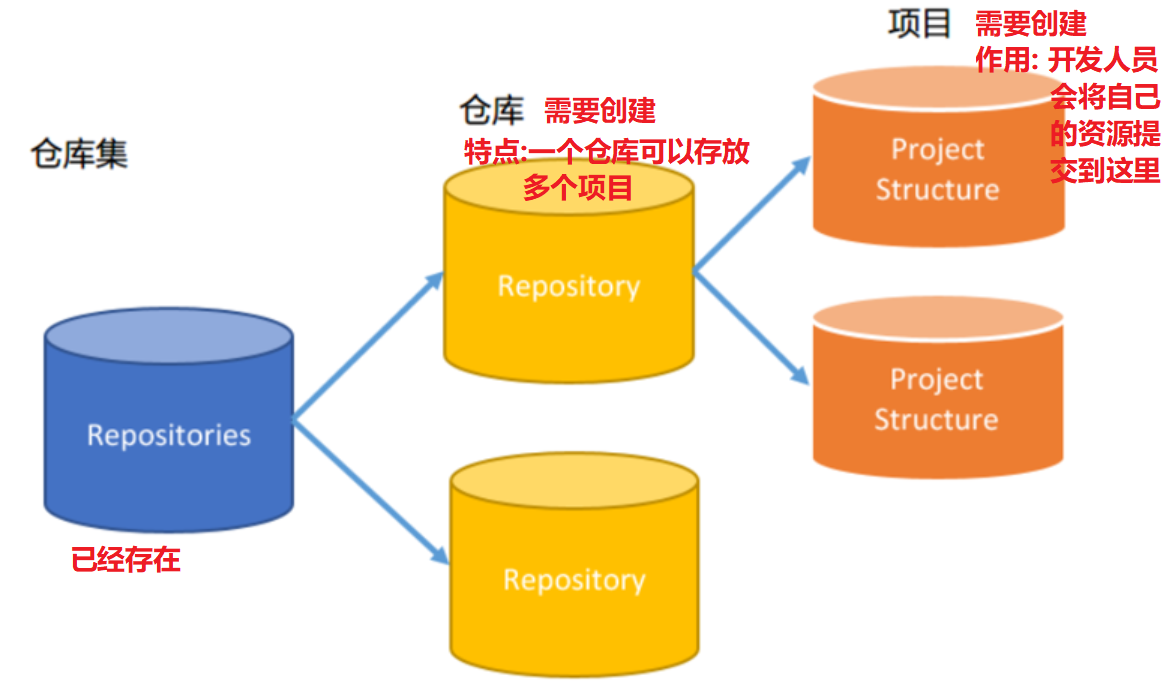 仓库集
Repositories
已经存在
仓库 需要创建
特点:一个仓库可以存放
多个项目
Repository
Repository
项目 需要创建
作用: 开发人员
会将自己
的资源提
交到这里
Project
Structure
Project
Structure